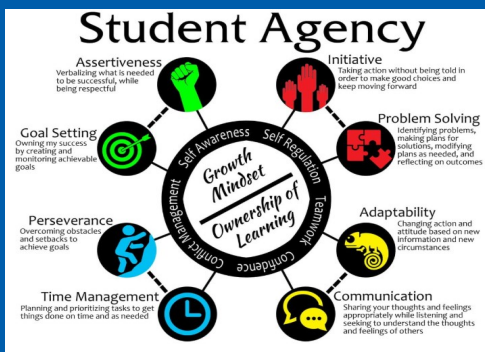 Student Agency
Assertiveness
Verbalizing what is needed
to be successful, while
being respectful
Initiative
Taking action without being told in
order to make good choices and
keep moving forward
Goal Setting
Owning my success
by creating and
monitoring achievable
goals
Problem Solving
Identifying problems,
making plans for
solutions, modifying
plans as needed, and
reflecting on outcomes
Self Awareness
Self Regulation
Teamwork
Confidence
Conflict Management
Growth
Mindset
Ownership of
Learning
Perseverance
Overcoming obstacles
and setbacks to
achieve goals
Adaptability
Changing action and
attitude based on new
information and new
circumstances
Time Management
Planning and prioritizing tasks to get
things done on time and as needed
Communication
Sharing your thoughts and feelings
appropriately while listening and
seeking to understand the thoughts
and feelings of others